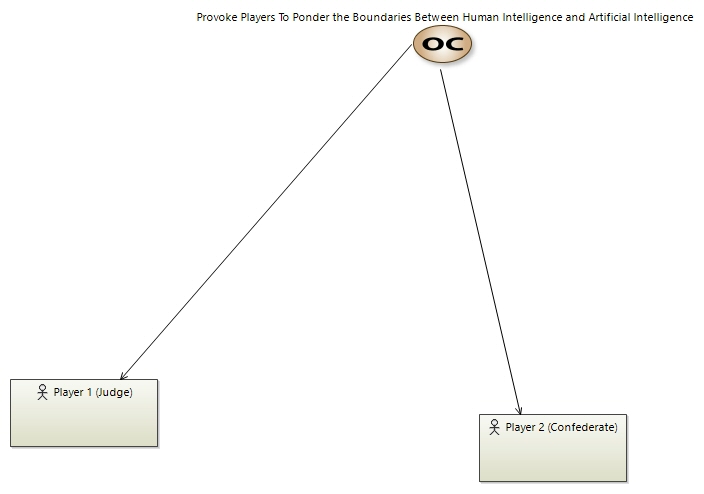 Provoke Players To Ponder the Boundaries Between Human Intelligence and Artificial Intelligence
OC
Player 1 (Judge)
Player 2 (Confederate)